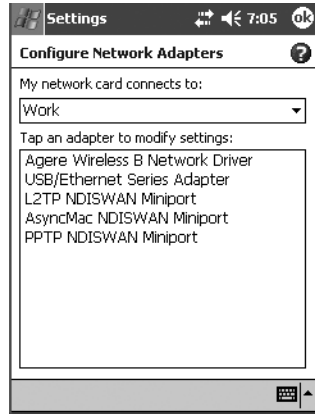 Settings
7:05
ok
Configure Network Adapters
?
My network card connects to:
Work
Tap an adapter to modify settings:
Agere Wireless B Network Driver
USB/Ethernet Series Adapter
L2TP NDISWAN Miniport
AsyncMac NDISWAN Miniport
PPTP NDISWAN Miniport